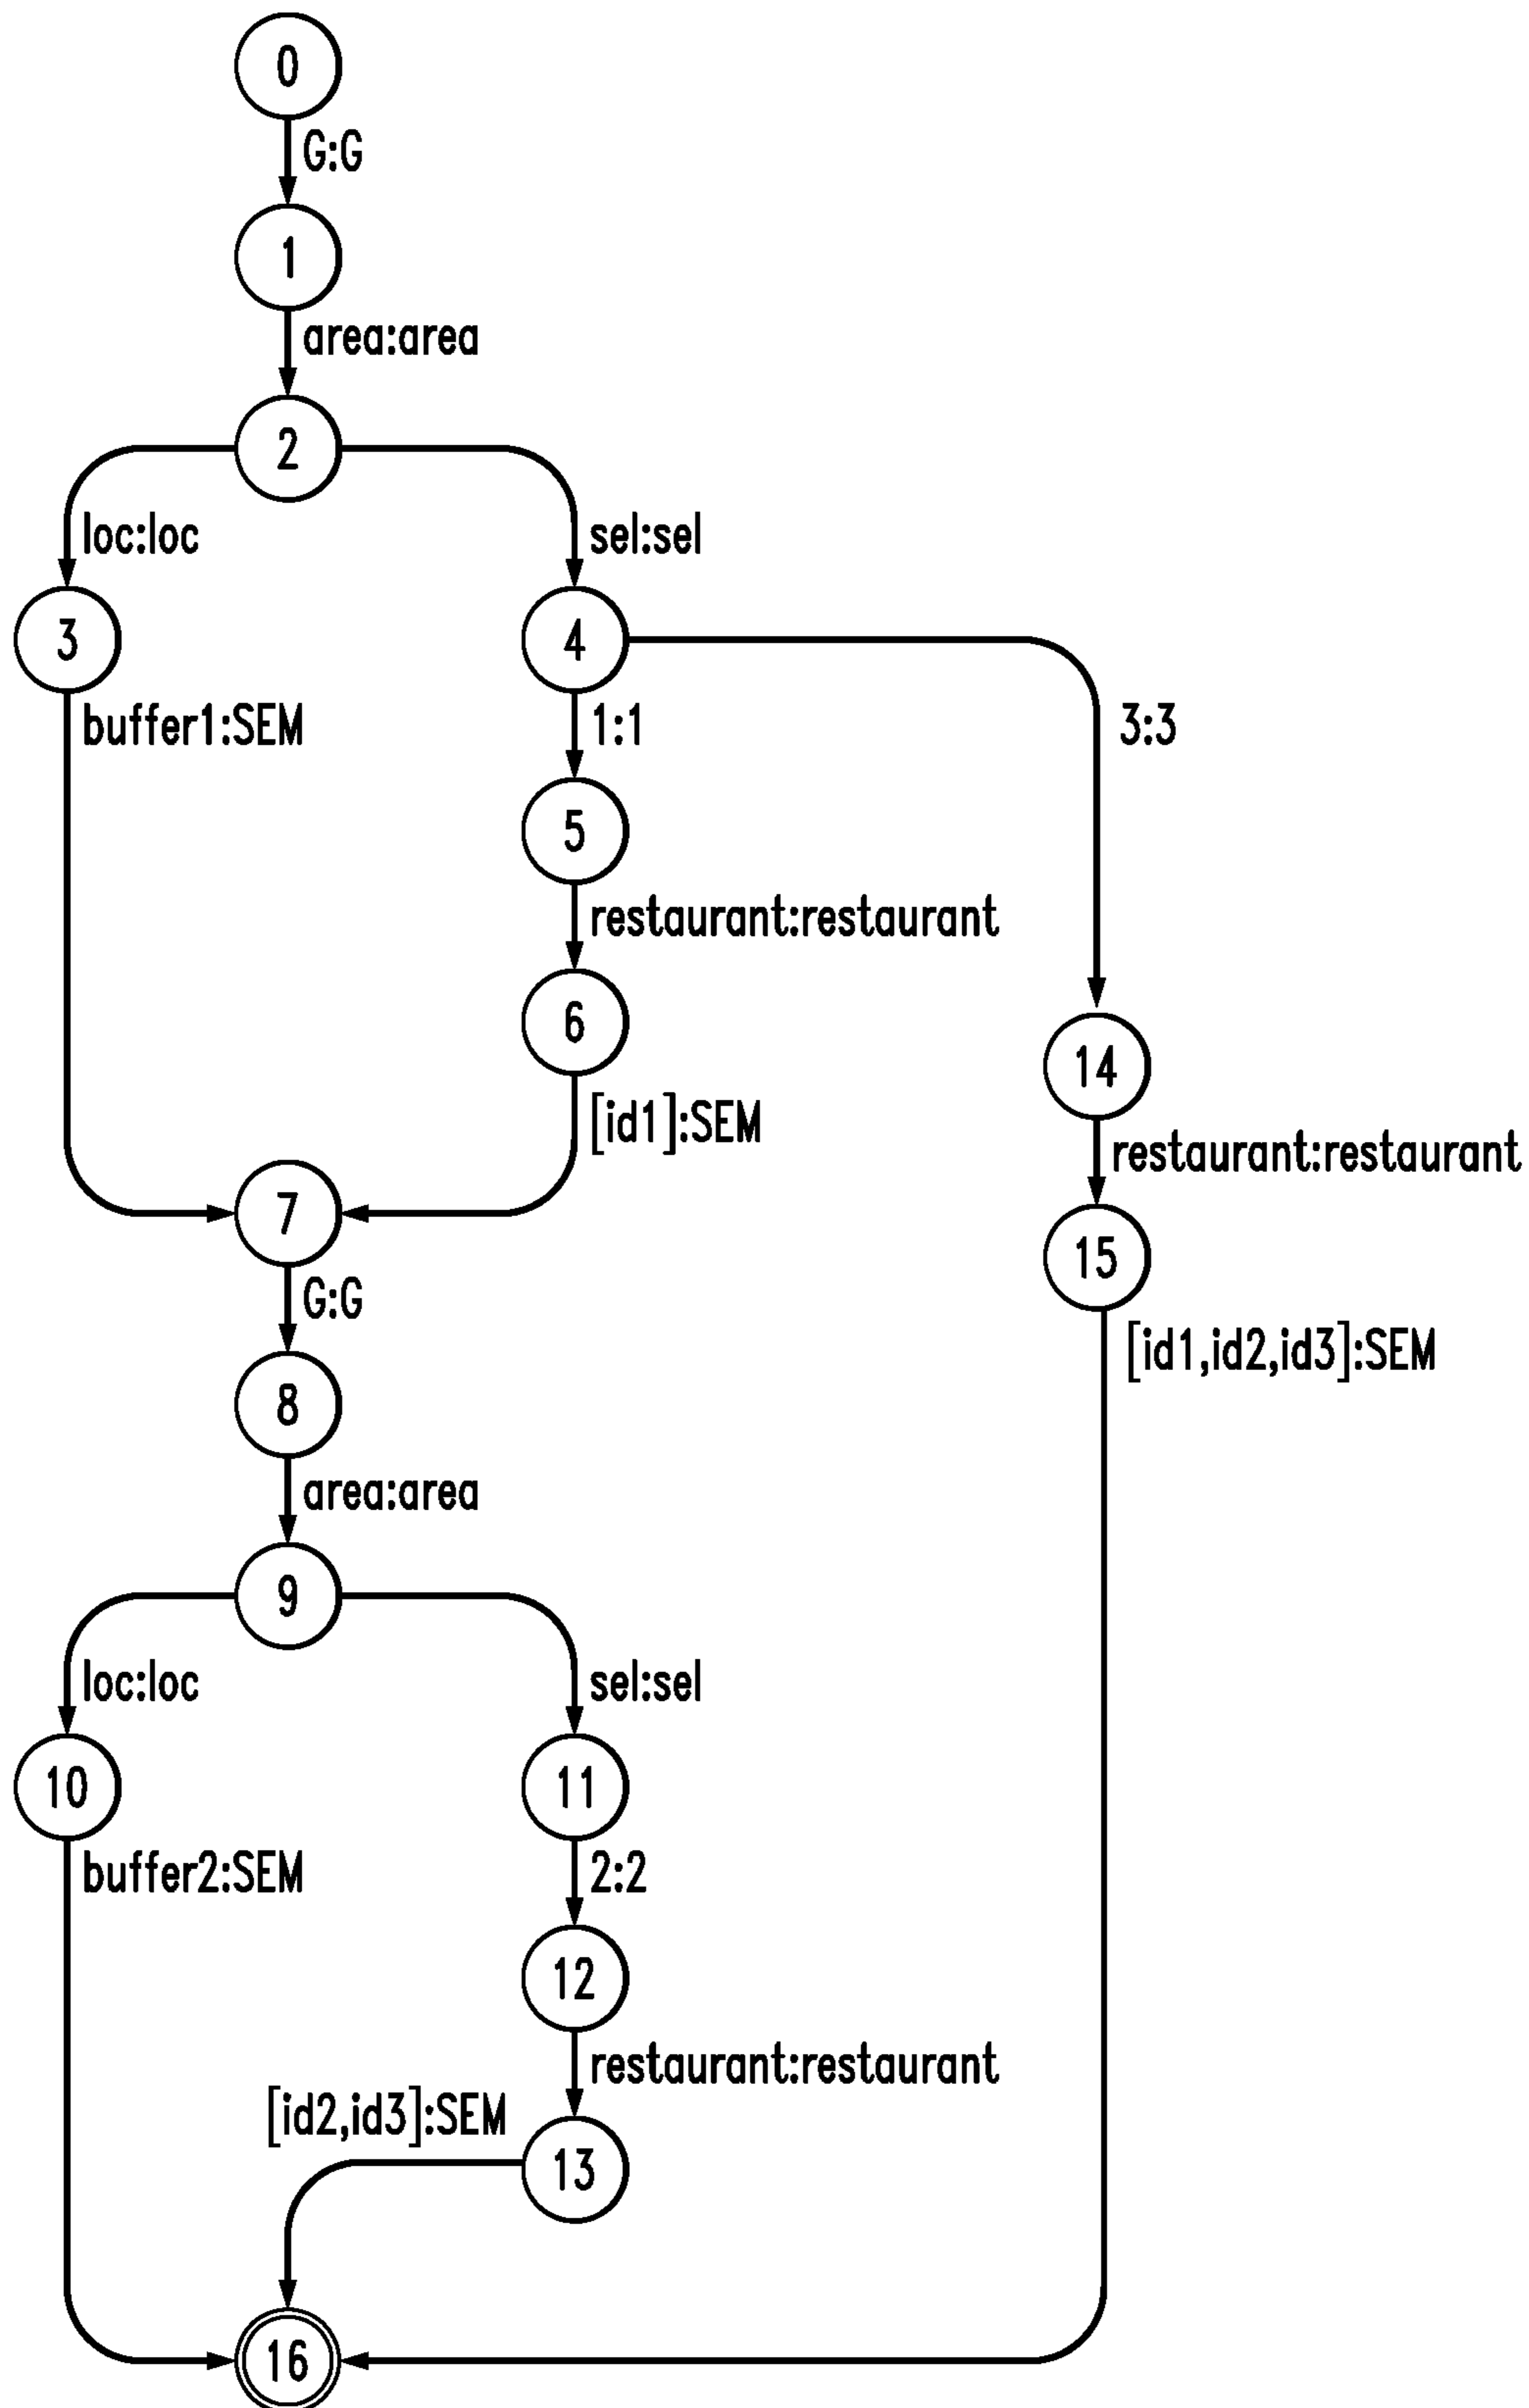 0
G:G
1
area:area
2
loc:loc
sel:sel
3
4
buffer1:SEM
1:1
3:3
5
restaurant:restaurant
6
14
[id1]:SEM
restaurant:restaurant
7
15
G:G
[id1,id2,id3]:SEM
8
area:area
9
loc:loc
sel:sel
10
11
buffer2:SEM
2:2
12
restaurant:restaurant
[id2,id3]:SEM
13
16